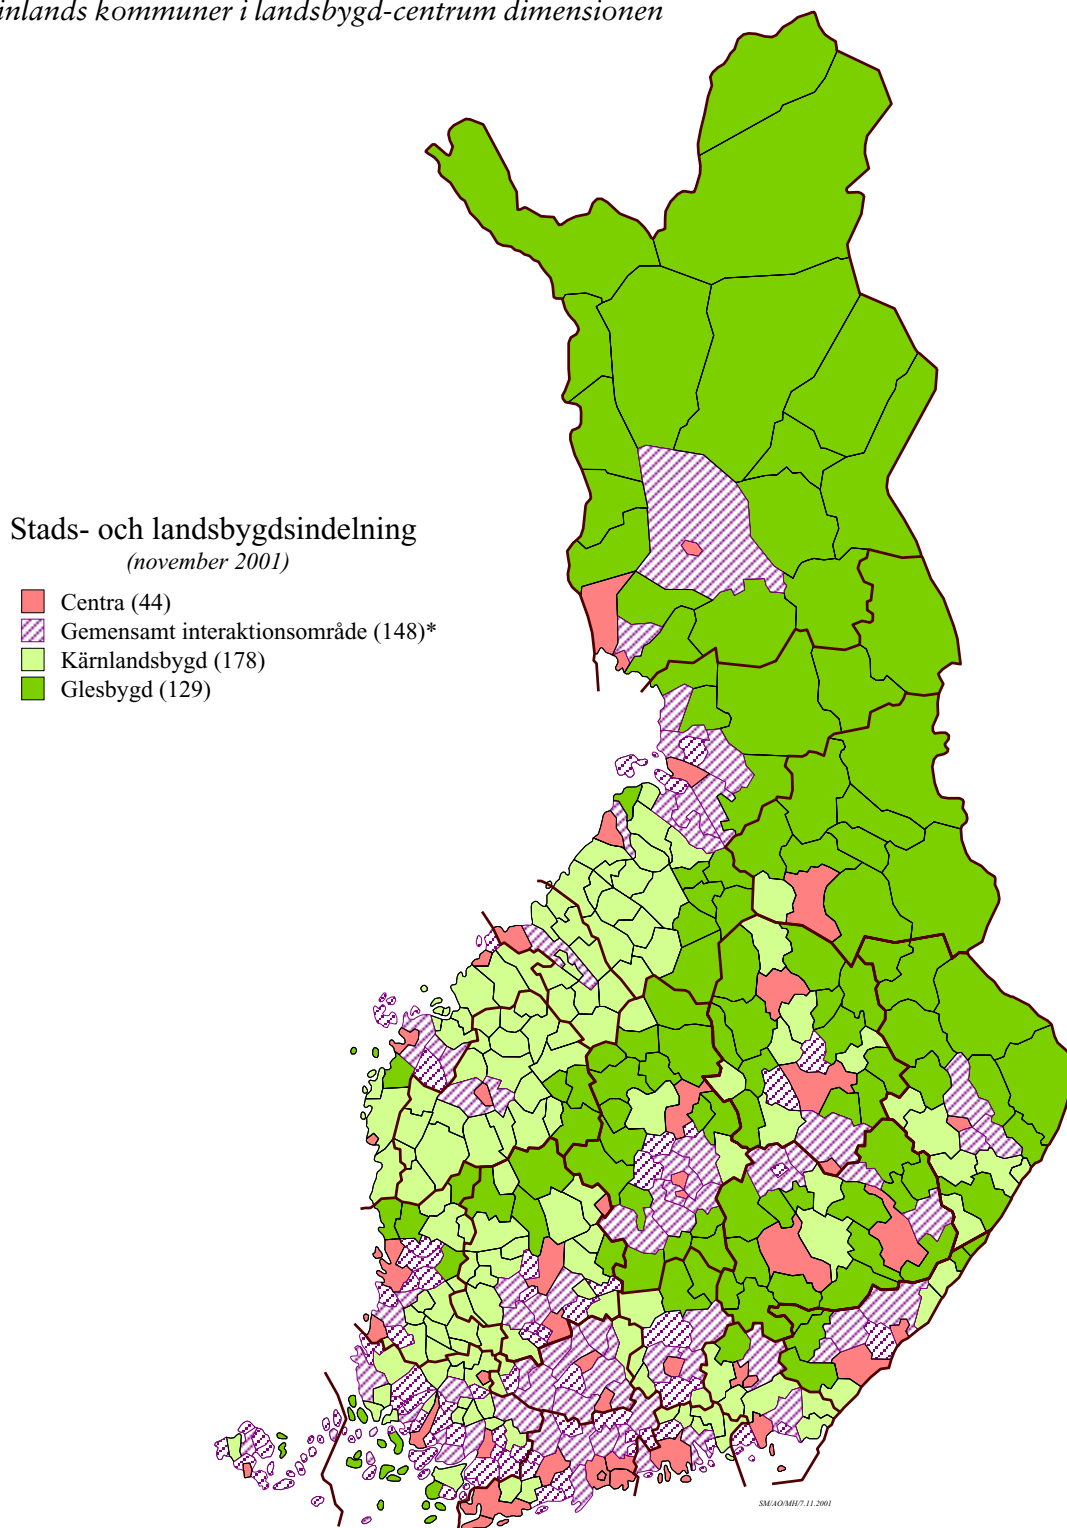 inlands kommuner i landsbygd-centrum dimensionen
Stads- och landsbygdsindelning
(november 2001)
Centra (44)
Gemensamt interaktionsområde (148)*
Kärnlandsbygd (178)
Glesbygd (129)
SM/AO/MH/7.11.2001